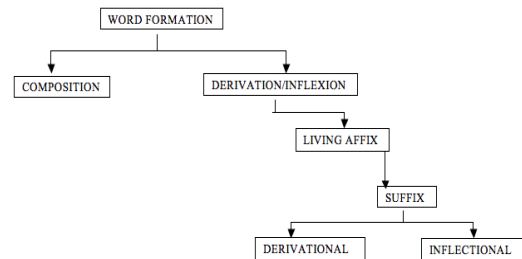 WORD FORMATION
COMPOSITION
DERIVATION/INFLEXION
LIVING AFFIX
SUFFIX
DERIVATIONAL
INFLECTIONAL